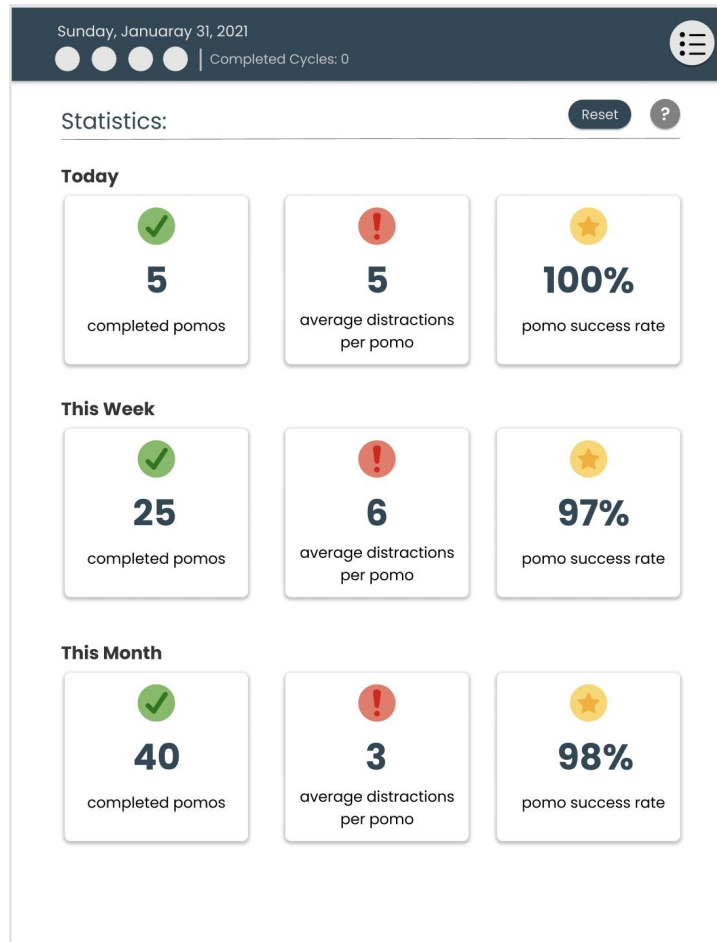 Sunday, Januaray 31, 2021
Completed Cycles: 0
Statistics:
Reset
?
Today
5
completed pomos
5
average distractions
per pomo
100%
pomo success rate
This Week
25
completed pomos
6
average distractions
per pomo
97%
pomo success rate
This Month
40
completed pomos
3
average distractions
per pomo
98%
pomo success rate